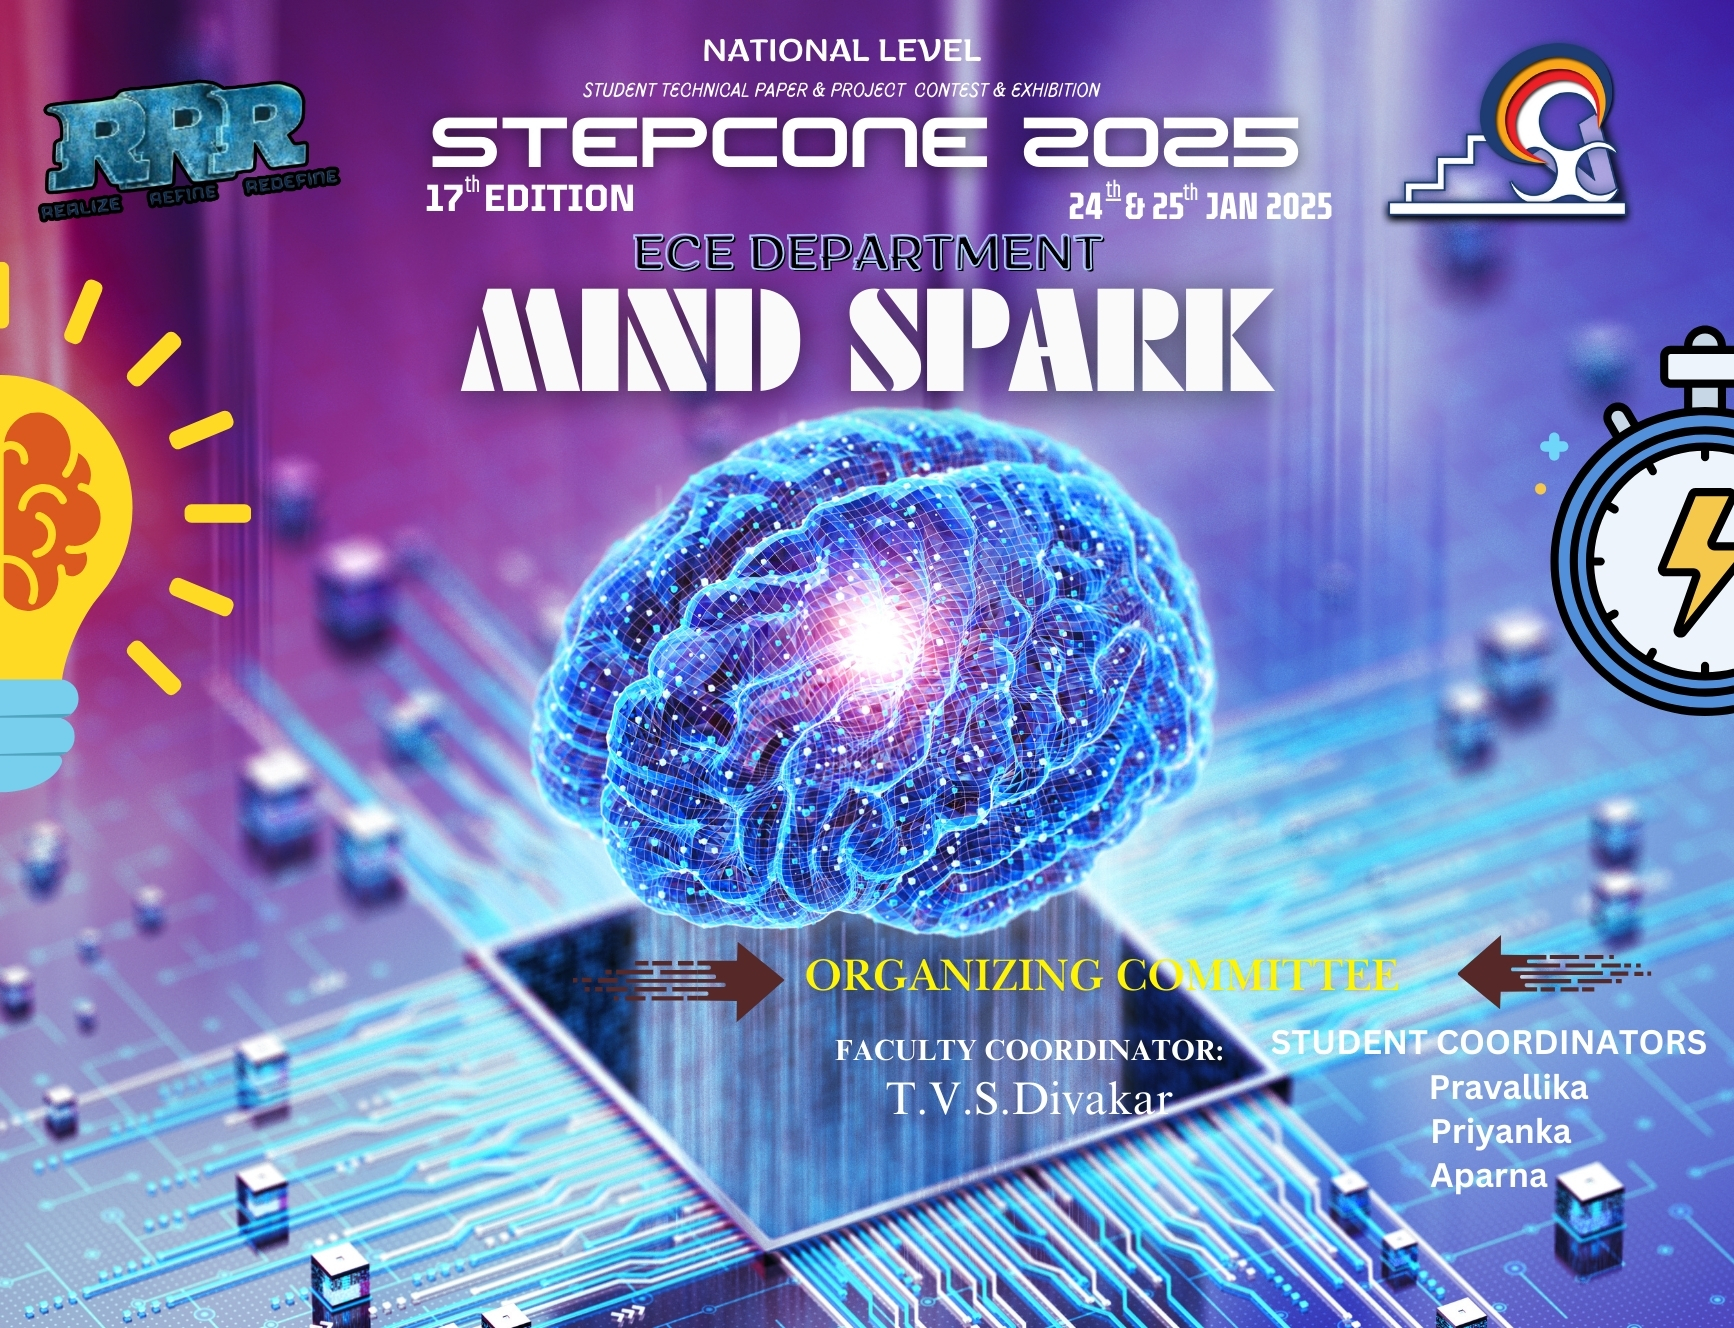 NATIONAL LEVEL
STUDENT TECHNICAL PAPER & PROJECT CONTEST & EXHIBITION
STEPCONE 2025
17th EDITION
24th & 25th JAN 2025
RRR
REALIZE REFINE REDEFINE
ECE DEPARTMENT
MIND SPARK
ORGANIZING COMMITTEE
FACULTY COORDINATOR:
T.V.S.Divakar
STUDENT COORDINATORS
Pravallika
Priyanka
Aparna